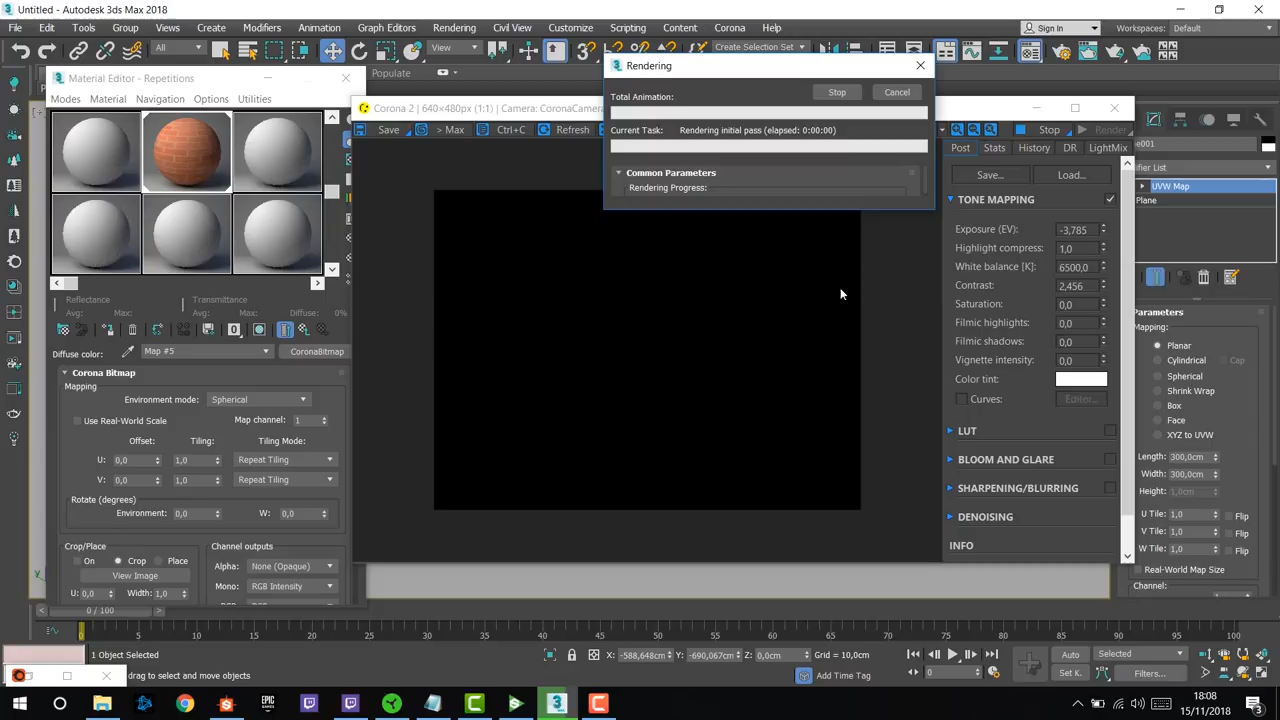 Untitled - Autodesk 3ds Max 2018
File Edit Tools Group Views Create Modifiers Animation Graph Editors Rendering Civil View Customize Scripting Content Corona Help Sign In Workspaces: Default
All View Create Selection Set
Populate
Material Editor - Repetitions
Modes Material Navigation Options Utilities
Reflectance Transmittance
Avg: Max: Avg: Max: Diffuse: 0%
Diffuse color: Map #5 CoronaBitmap
Corona Bitmap
Mapping
Environment mode: Spherical
Use Real-World Scale Map channel: 1
Offset: Tiling: Tiling Mode:
U: 0,0 1,0 Repeat Tiling
V: 0,0 1,0 Repeat Tiling
Rotate (degrees)
Environment: 0,0 W: 0,0
Crop/Place
On Crop Place
View Image
U: 0,0 Width: 1,0
Channel outputs
Alpha: None (Opaque)
Mono: RGB Intensity
Corona 2 | 640×480px (1:1) | Camera: CoronaCamera
Save > Max Ctrl+C Refresh Stop Render
Rendering
Stop Cancel
Total Animation:
Current Task: Rendering initial pass (elapsed: 0:00:00)
Common Parameters
Rendering Progress:
Post Stats History DR LightMix
Save... Load...
TONE MAPPING
Exposure (EV): -3,785
Highlight compress: 1,0
White balance [K]: 6500,0
Contrast: 2,456
Saturation: 0,0
Filmic highlights: 0,0
Filmic shadows: 0,0
Vignette intensity: 0,0
Color tint:
Curves: Editor...
LUT
BLOOM AND GLARE
SHARPENING/BLURRING
DENOISING
INFO
e001
ifier List
UVW Map
Plane
Parameters
Mapping:
Planar
Cylindrical Cap
Spherical
Shrink Wrap
Box
Face
XYZ to UVW
Length: 300,0cm
Width: 300,0cm
Height: 1,0cm
U Tile: 1,0 Flip
V Tile: 1,0 Flip
W Tile: 1,0 Flip
Real-World Map Size
Channel:
0 / 100
0 5 10 15 20 25 30 35 40 45 50 55 60 65 70 75 80 85 90 95 100
1 Object Selected X: -588,648cm Y: -690,067cm Z: 0,0cm Grid = 10,0cm Auto Selected
drag to select and move objects Add Time Tag 0 Set K. Filters...
18:08
15/11/2018
3